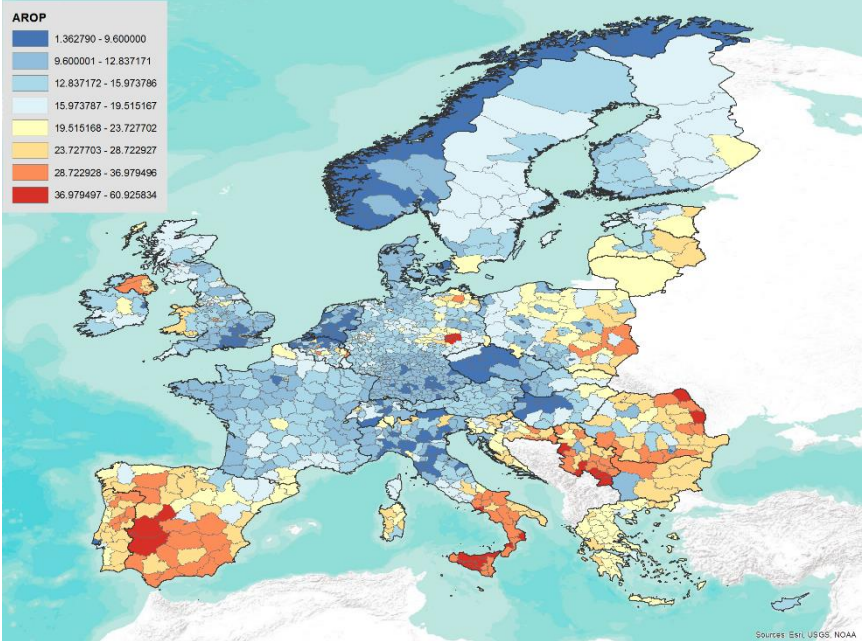 AROP
1.362790 - 9.600000
9.600001 - 12.837171
12.837172 - 15.973786
15.973787 - 19.515167
19.515168 - 23.727702
23.727703 - 28.722927
28.722928 - 36.979496
36.979497 - 60.925834
Sources: Esri, USGS, NOAA